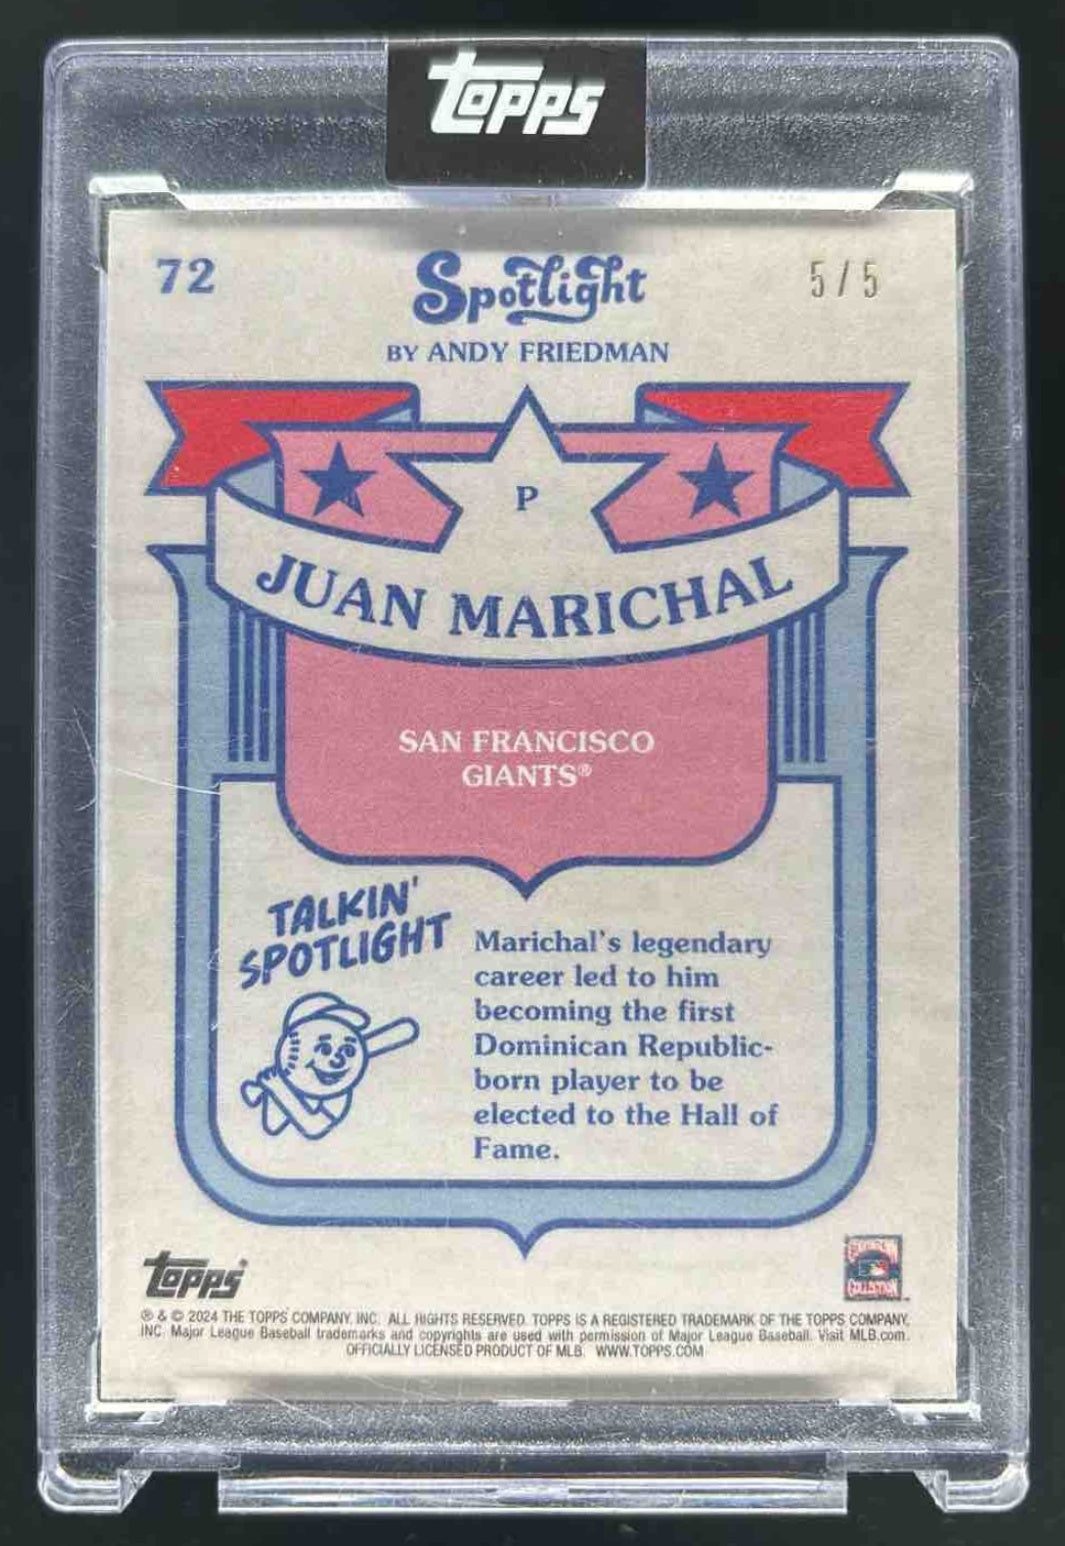 TOPPS
72
Spotlight
5/5
BY ANDY FRIEDMAN
P
JUAN MARICHAL
SAN FRANCISCO
GIANTS®
TALKIN'
SPOTLIGHT
Marichal's legendary
career led to him
becoming the first
Dominican Republic-
born player to be
elected to the Hall of
Fame.
TOPPS
® & © 2024 THE TOPPS COMPANY, INC. ALL RIGHTS RESERVED. TOPPS IS A REGISTERED TRADEMARK OF THE TOPPS COMPANY,
INC. Major League Baseball trademarks and copyrights are used with permission of Major League Baseball. Visit MLB.com.
OFFICIALLY LICENSED PRODUCT OF MLB. WWW.TOPPS.COM